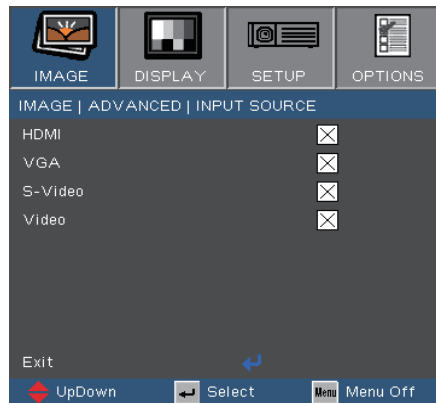 IMAGE DISPLAY SETUP OPTIONS
IMAGE | ADVANCED | INPUT SOURCE
HDMI
VGA
S-Video
Video
Exit
UpDown Select Menu Menu Off